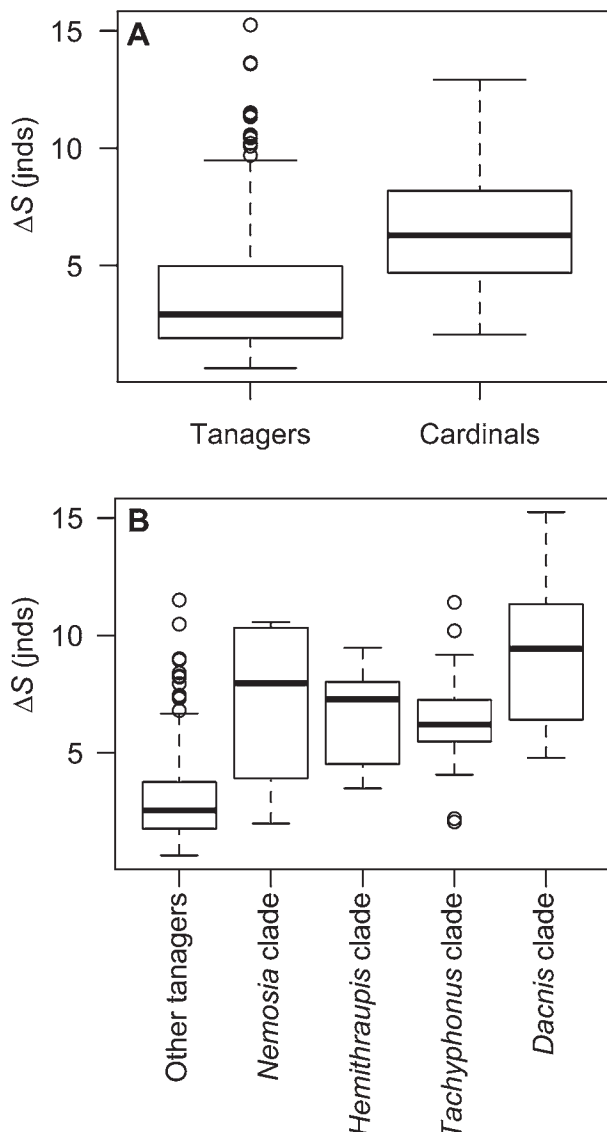 A
15
10
5
ΔS (jnds)
Tanagers
Cardinals
B
15
10
5
ΔS (jnds)
Other tanagers
Nemosia clade
Hemithraupis clade
Tachyphonus clade
Dacnis clade